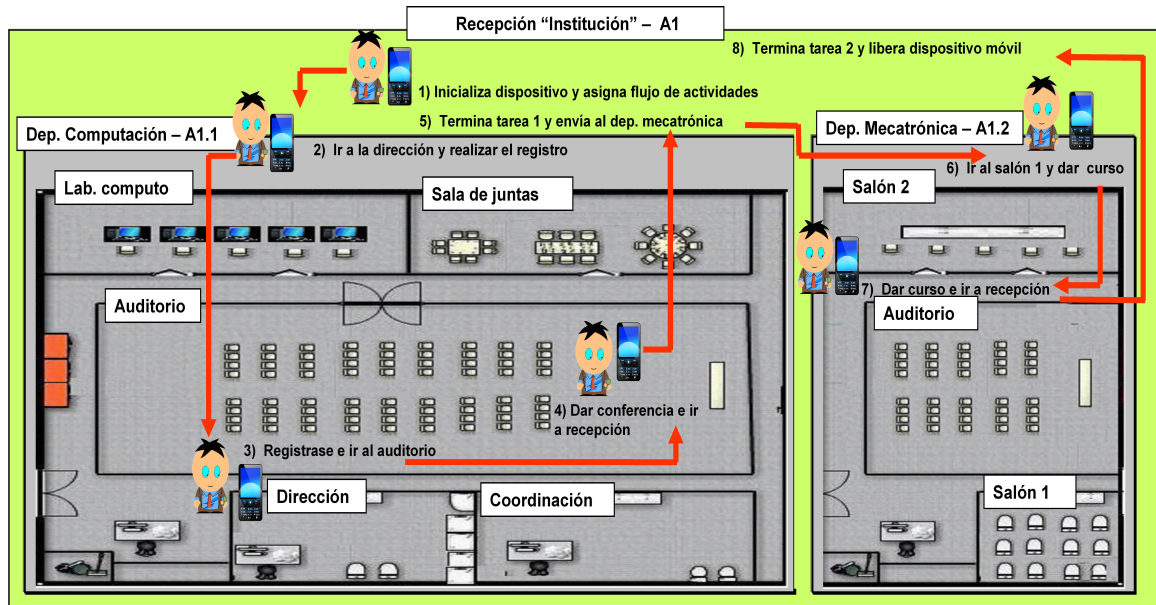 Recepción “Institución” – A1
8) Termina tarea 2 y libera dispositivo móvil
1) Inicializa dispositivo y asigna flujo de actividades
5) Termina tarea 1 y envía al dep. mecatrónica
Dep. Computación – A1.1
Dep. Mecatrónica – A1.2
2) Ir a la dirección y realizar el registro
6) Ir al salón 1 y dar curso
Lab. computo
Sala de juntas
Salón 2
7) Dar curso e ir a recepción
Auditorio
Auditorio
4) Dar conferencia e ir
a recepción
3) Registrase e ir al auditorio
Dirección
Coordinación
Salón 1